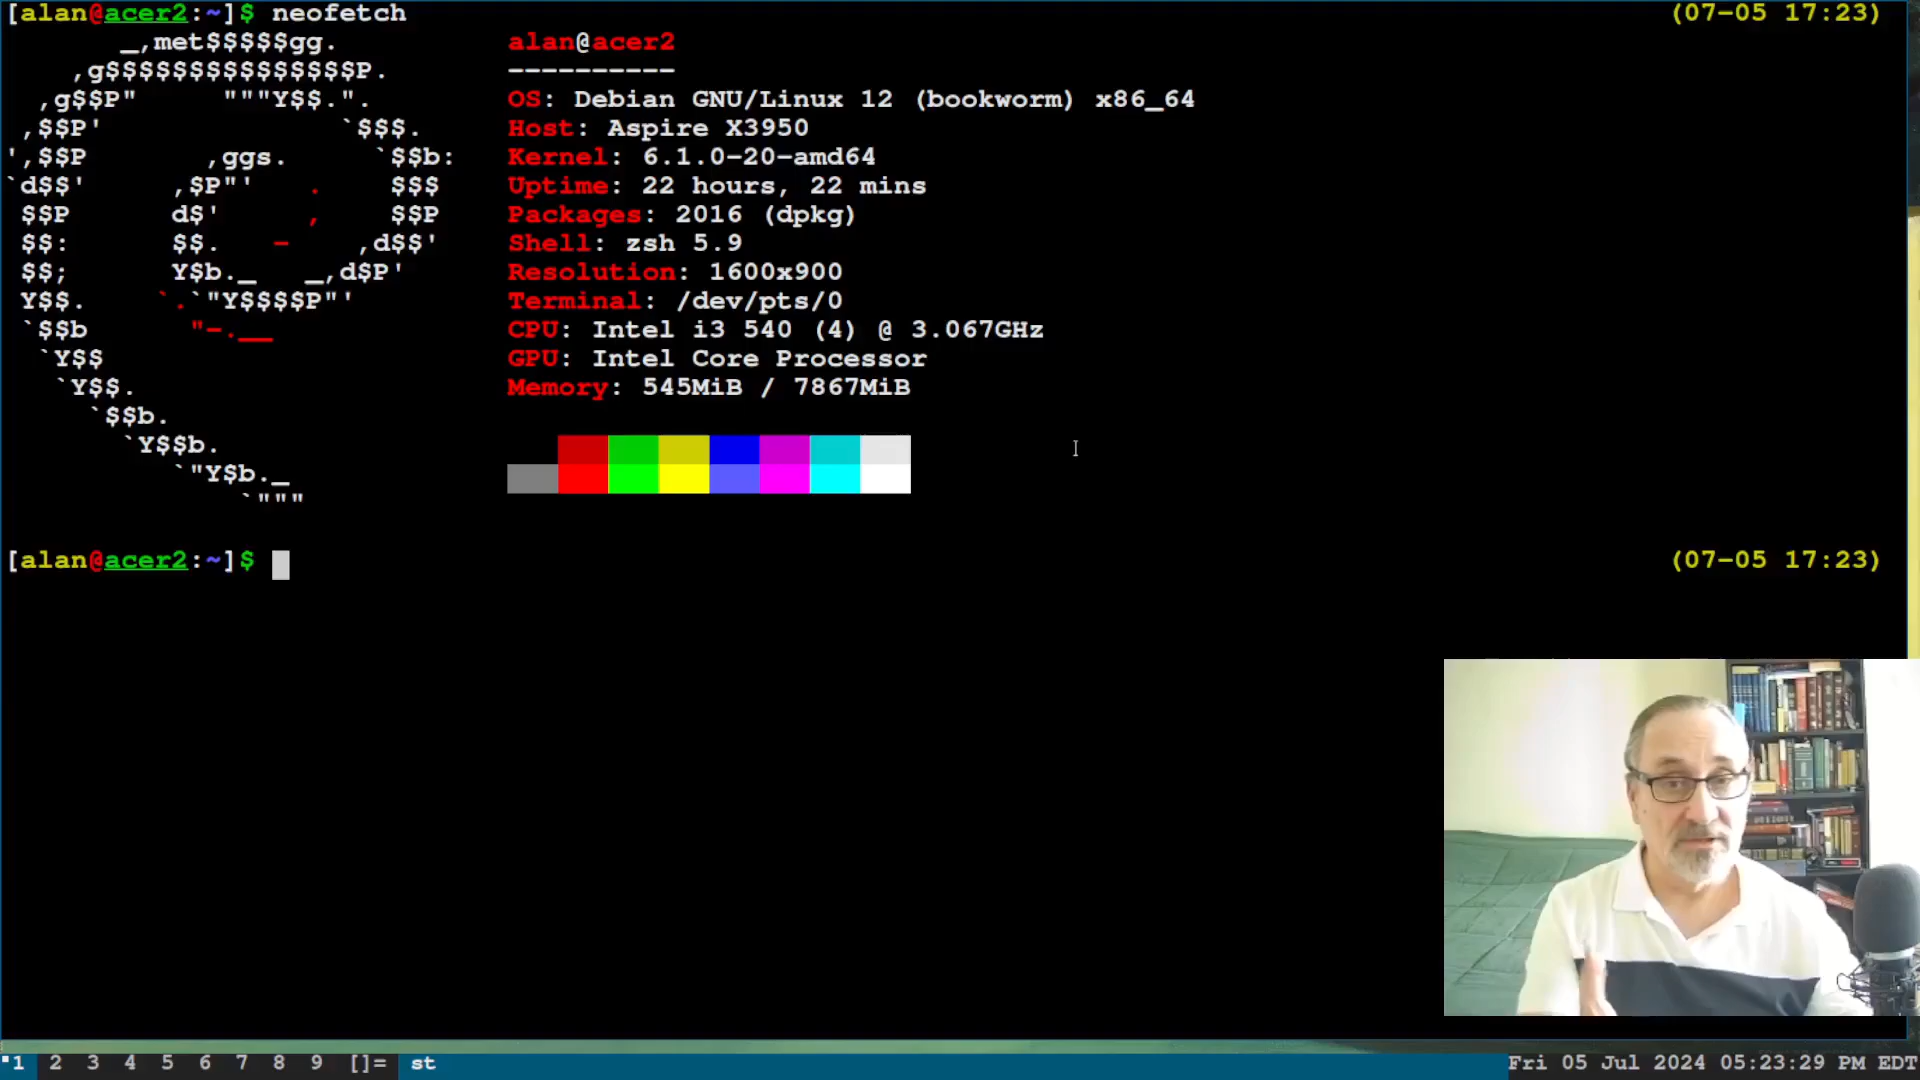 [alan@acer2:~]$ neofetch (07-05 17:23)
_,met$$$$$gg. alan@acer2
,g$$$$$$$$$$$$$$$P. ----------
,g$$P" """Y$$.". OS: Debian GNU/Linux 12 (bookworm) x86_64
,$$P' `$$$. Host: Aspire X3950
',$$P ,ggs. `$$b: Kernel: 6.1.0-20-amd64
`d$$' ,$P"' . $$$ Uptime: 22 hours, 22 mins
$$P d$' , $$P Packages: 2016 (dpkg)
$$: $$. - ,d$$' Shell: zsh 5.9
$$; Y$b._ _,d$P' Resolution: 1600x900
Y$$. `.`"Y$$$$P"' Terminal: /dev/pts/0
`$$b "-.__ CPU: Intel i3 540 (4) @ 3.067GHz
`Y$$ GPU: Intel Core Processor
`Y$$. Memory: 545MiB / 7867MiB
`$$b.
`Y$$b.
`"Y$b._
`"""
[alan@acer2:~]$ (07-05 17:23)
1 2 3 4 5 6 7 8 9 []= st Fri 05 Jul 2024 05:23:29 PM EDT